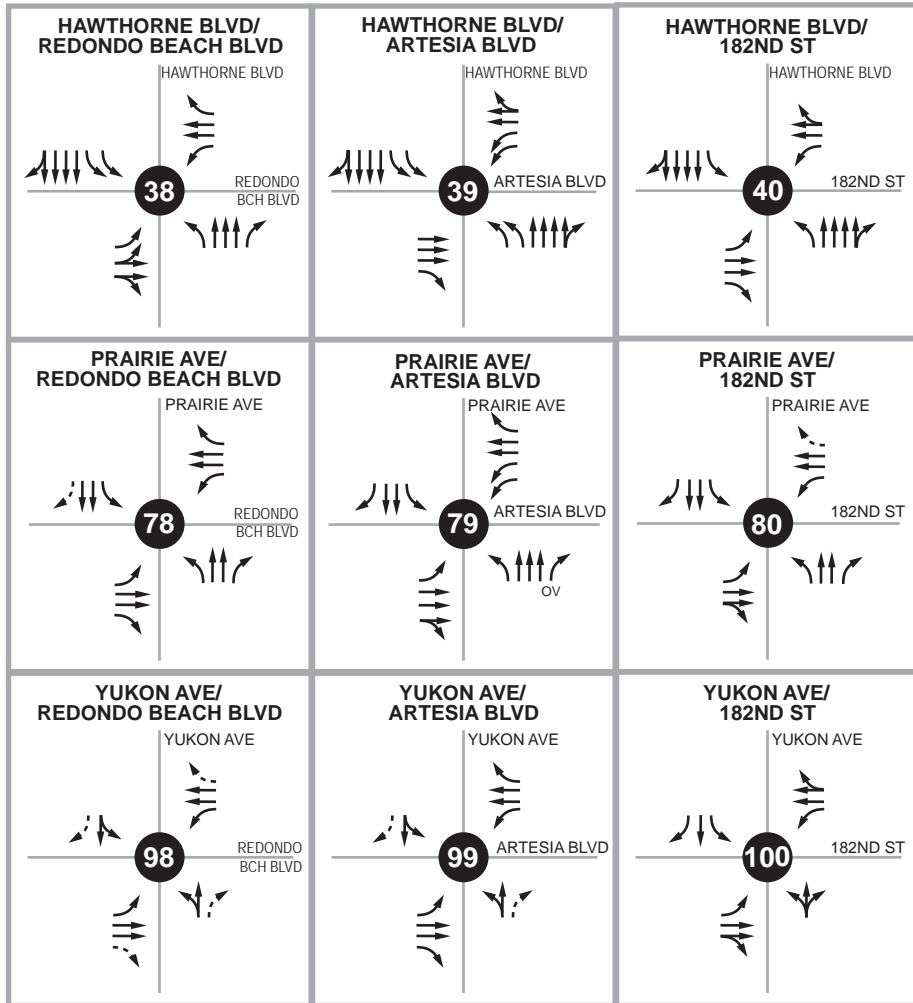 HAWTHORNE BLVD/
REDONDO BEACH BLVD
HAWTHORNE BLVD
38
REDONDO
BCH BLVD
HAWTHORNE BLVD/
ARTESIA BLVD
HAWTHORNE BLVD
39
ARTESIA BLVD
HAWTHORNE BLVD/
182ND ST
HAWTHORNE BLVD
40
182ND ST
PRAIRIE AVE/
REDONDO BEACH BLVD
PRAIRIE AVE
78
REDONDO
BCH BLVD
PRAIRIE AVE/
ARTESIA BLVD
PRAIRIE AVE
79
ARTESIA BLVD
OV
PRAIRIE AVE/
182ND ST
PRAIRIE AVE
80
182ND ST
YUKON AVE/
REDONDO BEACH BLVD
YUKON AVE
98
REDONDO
BCH BLVD
YUKON AVE/
ARTESIA BLVD
YUKON AVE
99
ARTESIA BLVD
YUKON AVE/
182ND ST
YUKON AVE
100
182ND ST